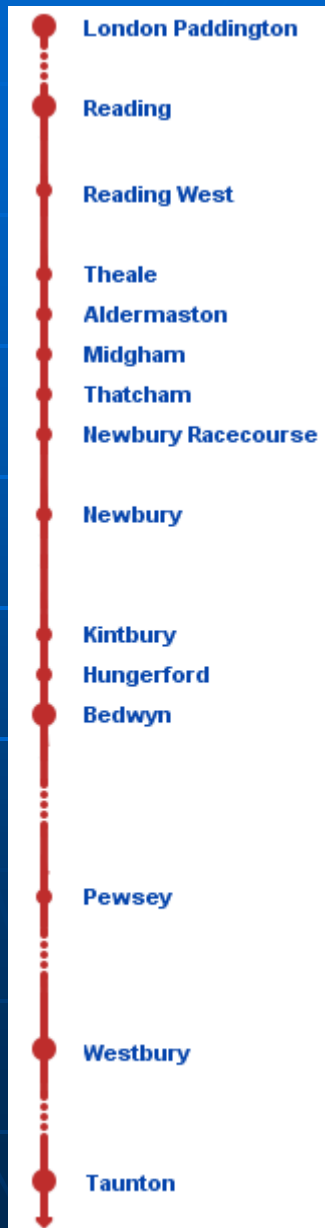 London Paddington
Reading
Reading West
Theale
Aldermaston
Midgham
Thatcham
Newbury Racecourse
Newbury
Kintbury
Hungerford
Bedwyn
Pewsey
Westbury
Taunton